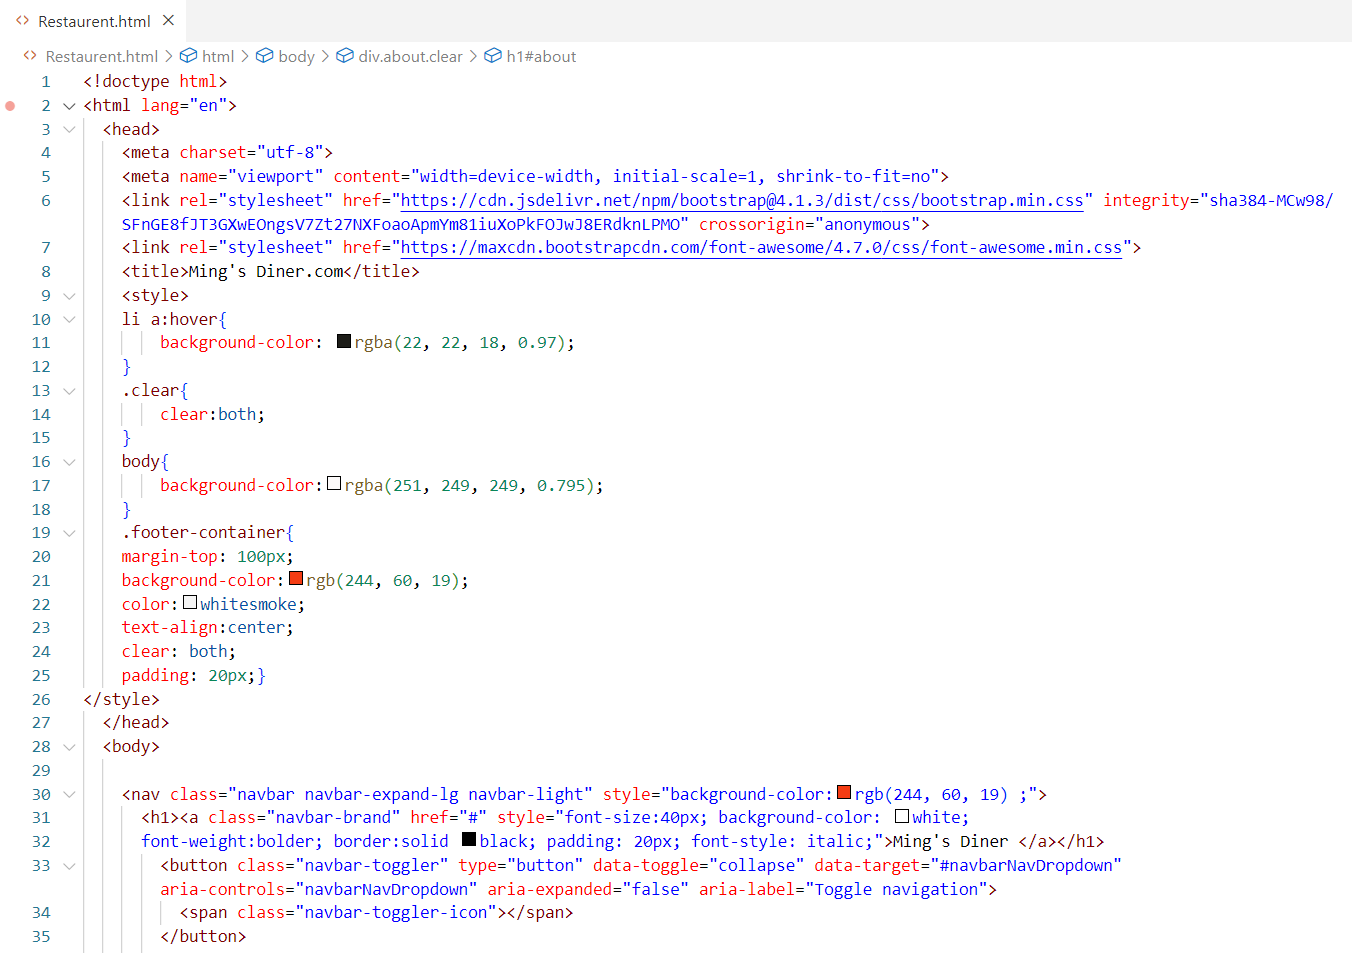 Restaurent.html
Restaurent.html > html > body > div.about.clear > h1#about
1 <!doctype html>
2 <html lang="en">
3 <head>
4 <meta charset="utf-8">
5 <meta name="viewport" content="width=device-width, initial-scale=1, shrink-to-fit=no">
6 <link rel="stylesheet" href="https://cdn.jsdelivr.net/npm/bootstrap@4.1.3/dist/css/bootstrap.min.css" integrity="sha384-MCw98/
SFnGE8fJT3GXwEOngsV7Zt27NXFoaoApmYm81iuXoPkFOJwJ8ERdknLPMO" crossorigin="anonymous">
7 <link rel="stylesheet" href="https://maxcdn.bootstrapcdn.com/font-awesome/4.7.0/css/font-awesome.min.css">
8 <title>Ming's Diner.com</title>
9 <style>
10 li a:hover{
11 background-color: rgba(22, 22, 18, 0.97);
12 }
13 .clear{
14 clear:both;
15 }
16 body{
17 background-color:rgba(251, 249, 249, 0.795);
18 }
19 .footer-container{
20 margin-top: 100px;
21 background-color:rgb(244, 60, 19);
22 color:whitesmoke;
23 text-align:center;
24 clear: both;
25 padding: 20px;}
26 </style>
27 </head>
28 <body>
29
30 <nav class="navbar navbar-expand-lg navbar-light" style="background-color:rgb(244, 60, 19) ;">
31 <h1><a class="navbar-brand" href="#" style="font-size:40px; background-color: white;
32 font-weight:bolder; border:solid black; padding: 20px; font-style: italic;">Ming's Diner </a></h1>
33 <button class="navbar-toggler" type="button" data-toggle="collapse" data-target="#navbarNavDropdown"
aria-controls="navbarNavDropdown" aria-expanded="false" aria-label="Toggle navigation">
34 <span class="navbar-toggler-icon"></span>
35 </button>